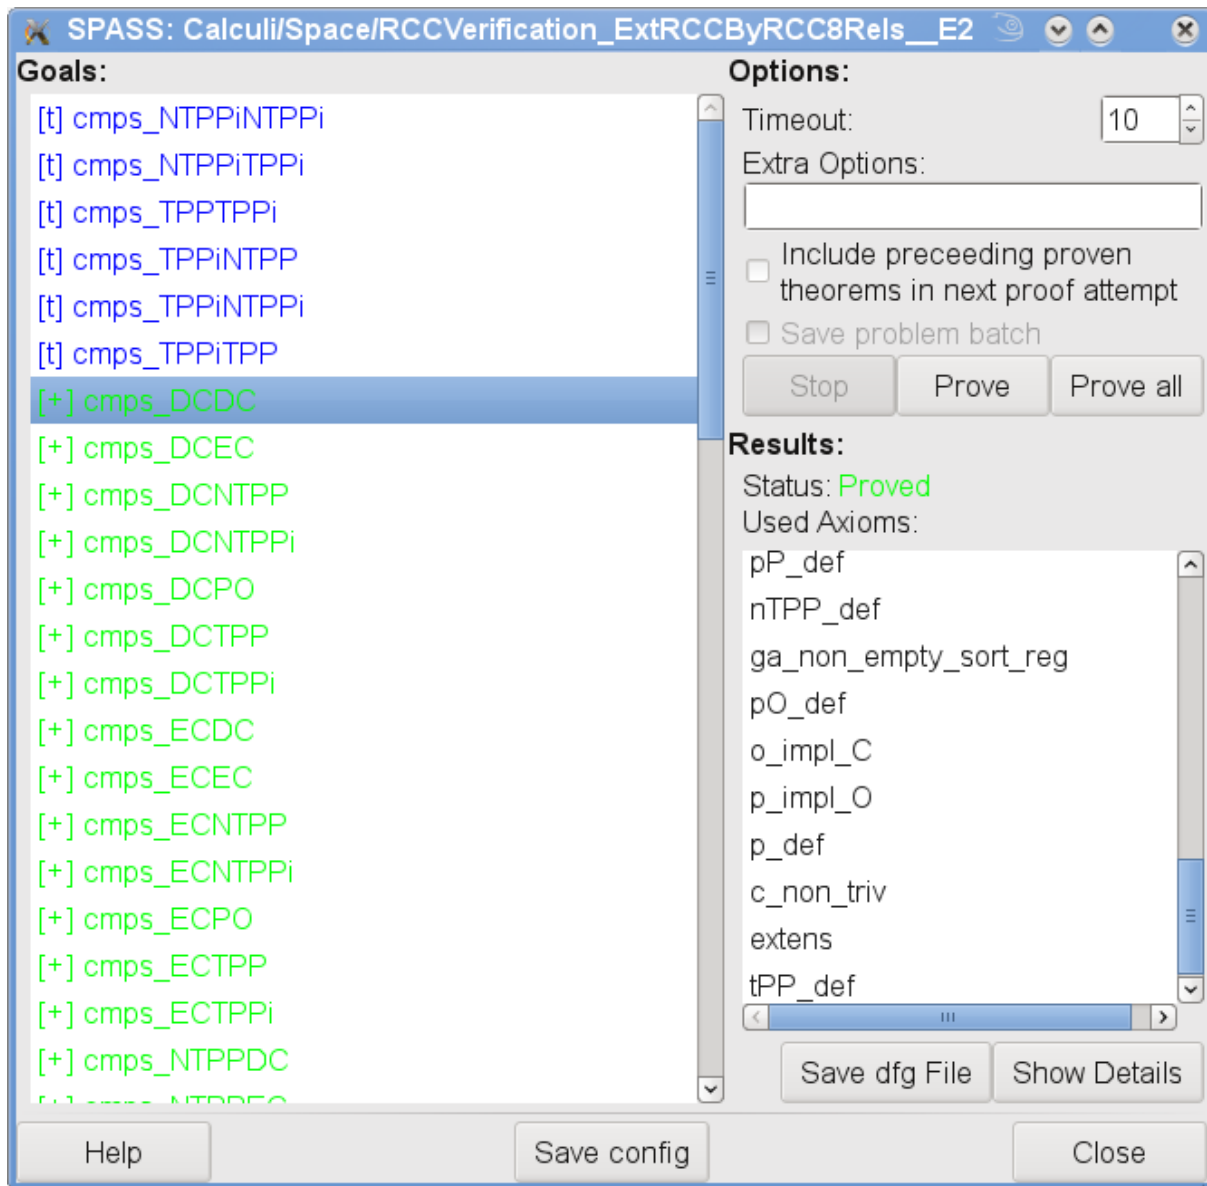 SPASS: Calculi/Space/RCCVerification_ExtRCCByRCC8Rels__E2
Goals:
[t] cmps_NTPPiNTPPi
[t] cmps_NTPPiTPPi
[t] cmps_TPPTPPi
[t] cmps_TPPiNTPP
[t] cmps_TPPiNTPPi
[t] cmps_TPPiTPP
[+] cmps_DCDC
[+] cmps_DCEC
[+] cmps_DCNTPP
[+] cmps_DCNTPPi
[+] cmps_DCPO
[+] cmps_DCTPP
[+] cmps_DCTPPi
[+] cmps_ECDC
[+] cmps_ECEC
[+] cmps_ECNTPP
[+] cmps_ECNTPPi
[+] cmps_ECPO
[+] cmps_ECTPP
[+] cmps_ECTPPi
[+] cmps_NTPPDC
[+] cmps_NTPPEC
Options:
Timeout: 10
Extra Options:
Include preceeding proven
theorems in next proof attempt
Save problem batch
Stop Prove Prove all
Results:
Status: Proved
Used Axioms:
pP_def
nTPP_def
ga_non_empty_sort_reg
pO_def
o_impl_C
p_impl_O
p_def
c_non_triv
extens
tPP_def
Save dfg File Show Details
Help Save config Close